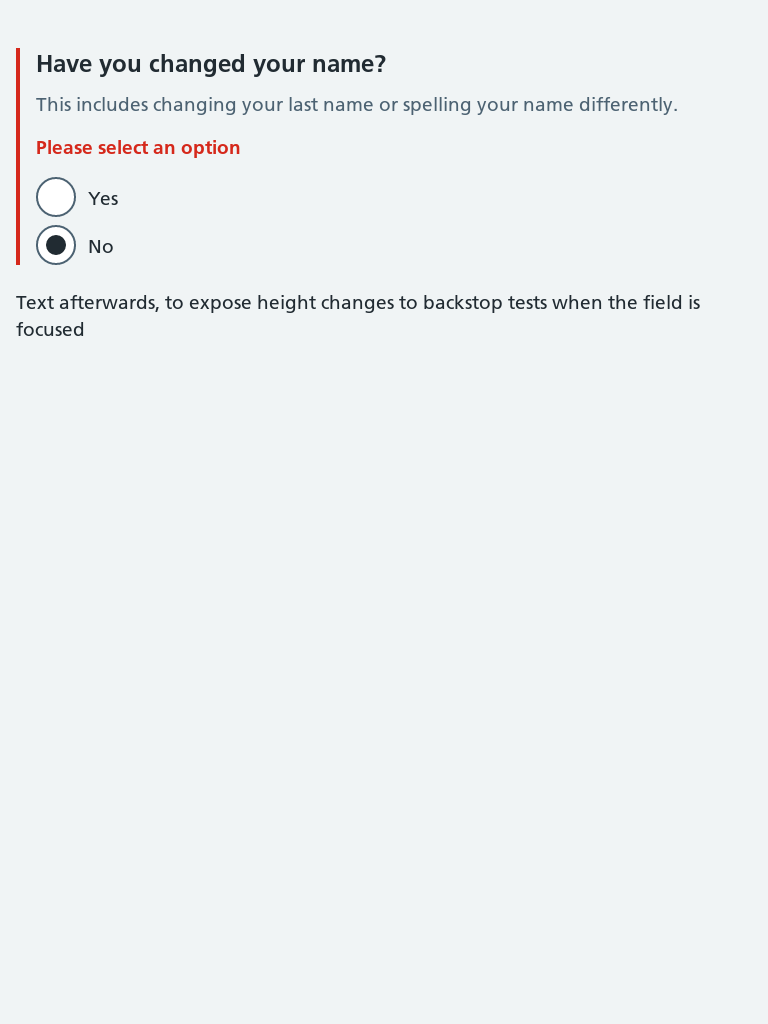 Have you changed your name?
This includes changing your last name or spelling your name differently.
Please select an option
Yes
No
Text afterwards, to expose height changes to backstop tests when the field is
focused